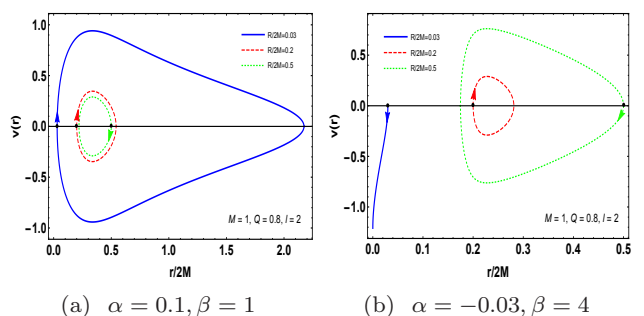 1.0
0.5
0.0
−0.5
−1.0
v(r)
R/2M=0.03
R/2M=0.2
R/2M=0.5
M = 1, Q = 0.8, l = 2
0.0 0.5 1.0 1.5 2.0
r/2M
(a) α = 0.1, β = 1
0.5
0.0
−0.5
−1.0
v(r)
R/2M=0.03
R/2M=0.2
R/2M=0.5
M = 1, Q = 0.8, l = 2
0.0 0.1 0.2 0.3 0.4 0.5
r/2M
(b) α = −0.03, β = 4